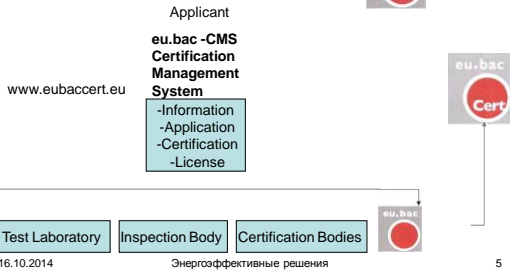 Applicant
eu.bac -CMS
Certification
Management
System
www.eubaccert.eu
-Information
-Application
-Certification
-License
eu.bac
Cert
eu.bac
Test Laboratory
Inspection Body
Certification Bodies
16.10.2014
Энергоэффективные решения
5